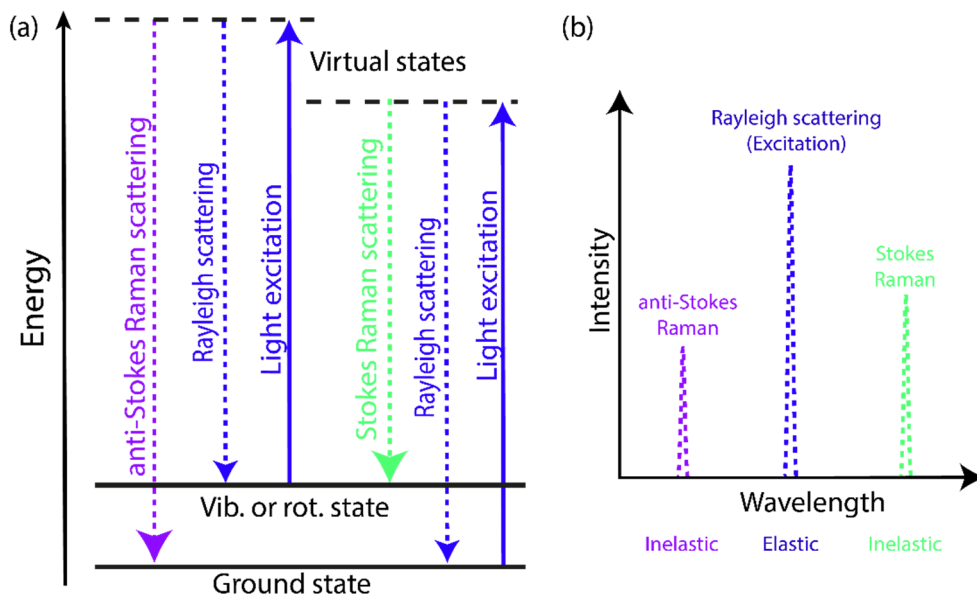 (a)
Energy
Virtual states
anti-Stokes Raman scattering
Rayleigh scattering
Light excitation
Stokes Raman scattering
Rayleigh scattering
Light excitation
Vib. or rot. state
Ground state
(b)
Intensity
Rayleigh scattering
(Excitation)
anti-Stokes
Raman
Stokes
Raman
Wavelength
Inelastic
Elastic
Inelastic